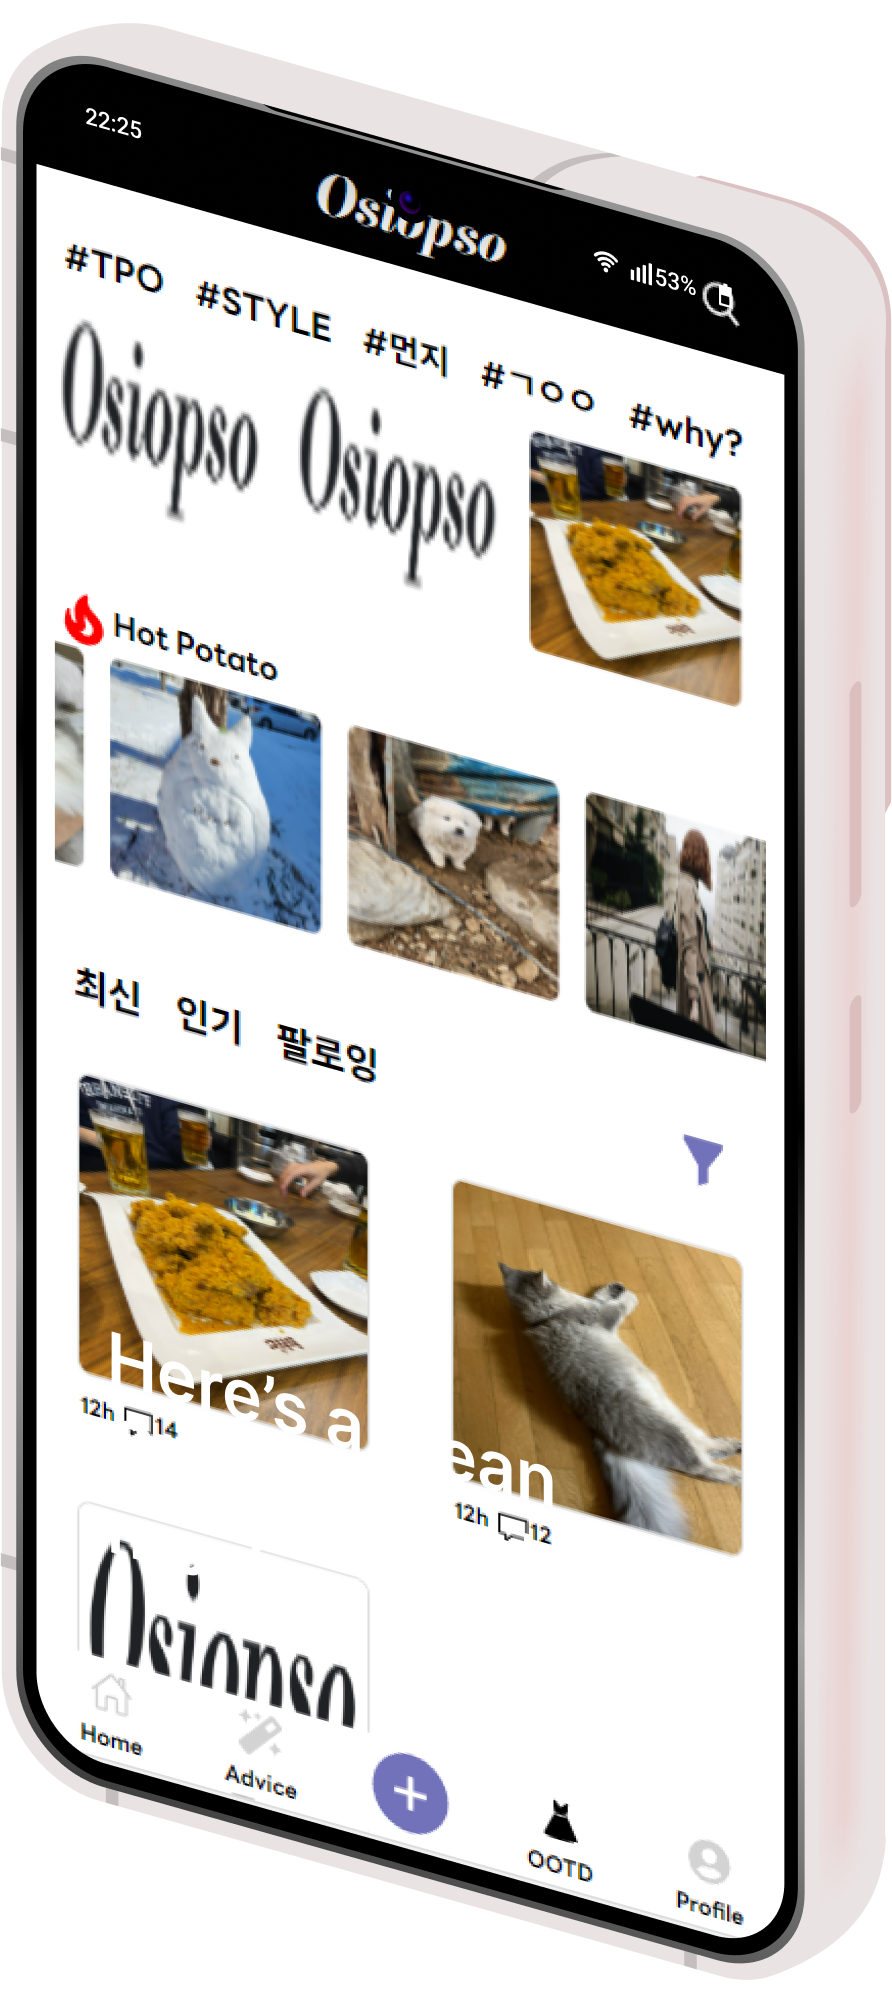 22:25
Osiopso
53%
#TPO #STYLE #먼지 #ㄱㅇㅇ #why?
Osiopso Osiopso
Hot Potato
최신 인기 팔로잉
Here's a
12h 14
ean
12h 12
Osiopso
Home
Advice
OOTD
Profile